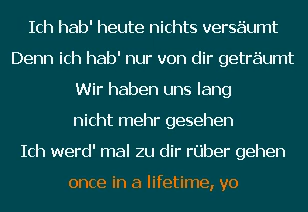 Ich hab' heute nichts versäumt
Denn ich hab' nur von dir geträumt
Wir haben uns lang
nicht mehr gesehen
Ich werd' mal zu dir rüber gehen
once in a lifetime, yo